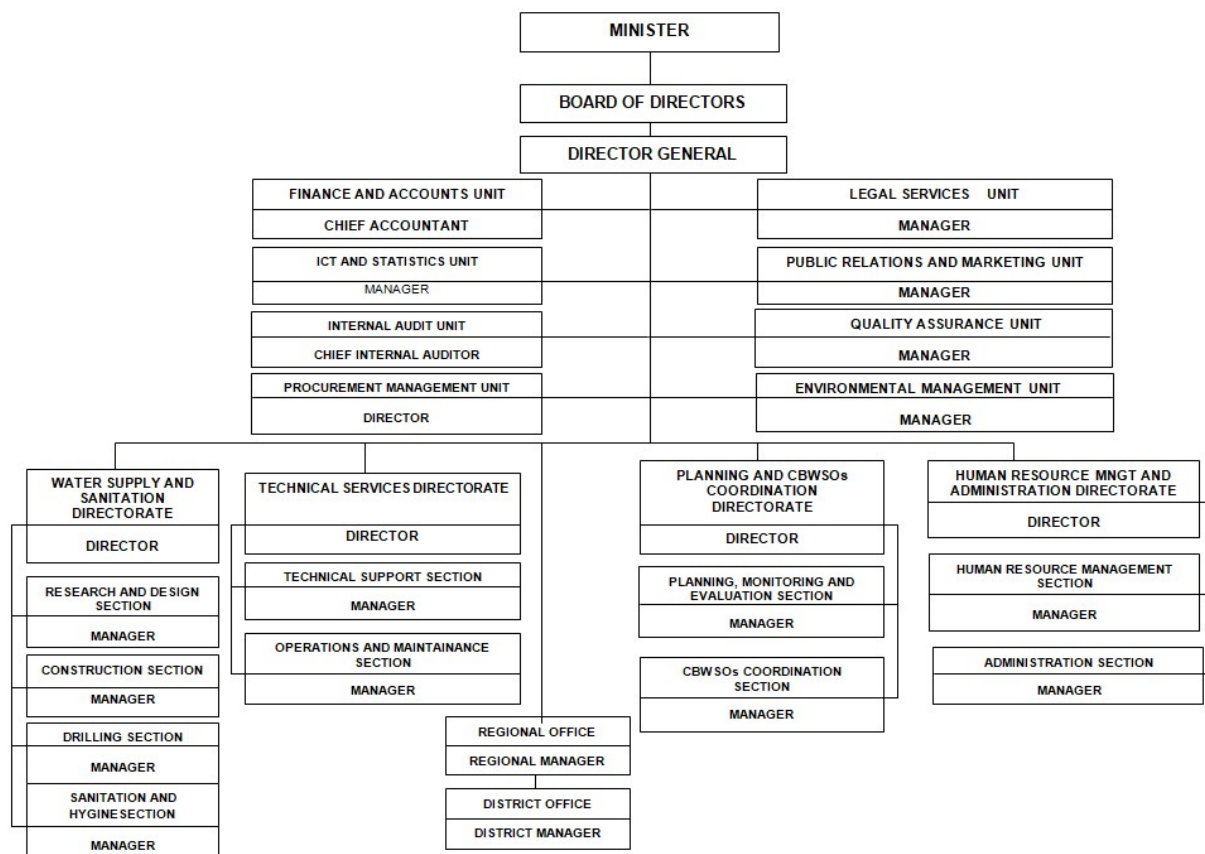 MINISTER
BOARD OF DIRECTORS
DIRECTOR GENERAL
FINANCE AND ACCOUNTS UNIT
CHIEF ACCOUNTANT
LEGAL SERVICES UNIT
MANAGER
ICT AND STATISTICS UNIT
MANAGER
PUBLIC RELATIONS AND MARKETING UNIT
MANAGER
INTERNAL AUDIT UNIT
CHIEF INTERNAL AUDITOR
QUALITY ASSURANCE UNIT
MANAGER
PROCUREMENT MANAGEMENT UNIT
DIRECTOR
ENVIRONMENTAL MANAGEMENT UNIT
MANAGER
WATER SUPPLY AND
SANITATION
DIRECTORATE
DIRECTOR
RESEARCH AND DESIGN
SECTION
MANAGER
CONSTRUCTION SECTION
MANAGER
DRILLING SECTION
MANAGER
SANITATION AND
HYGINESECTION
MANAGER
TECHNICAL SERVICES DIRECTORATE
DIRECTOR
TECHNICAL SUPPORT SECTION
MANAGER
OPERATIONS AND MAINTAINANCE
SECTION
MANAGER
REGIONAL OFFICE
REGIONAL MANAGER
DISTRICT OFFICE
DISTRICT MANAGER
PLANNING AND CBWSOs
COORDINATION
DIRECTORATE
DIRECTOR
PLANNING, MONITORING AND
EVALUATION SECTION
MANAGER
CBWSOs COORDINATION
SECTION
MANAGER
HUMAN RESOURCE MNGT AND
ADMINISTRATION DIRECTORATE
DIRECTOR
HUMAN RESOURCE MANAGEMENT
SECTION
MANAGER
ADMINISTRATION SECTION
MANAGER